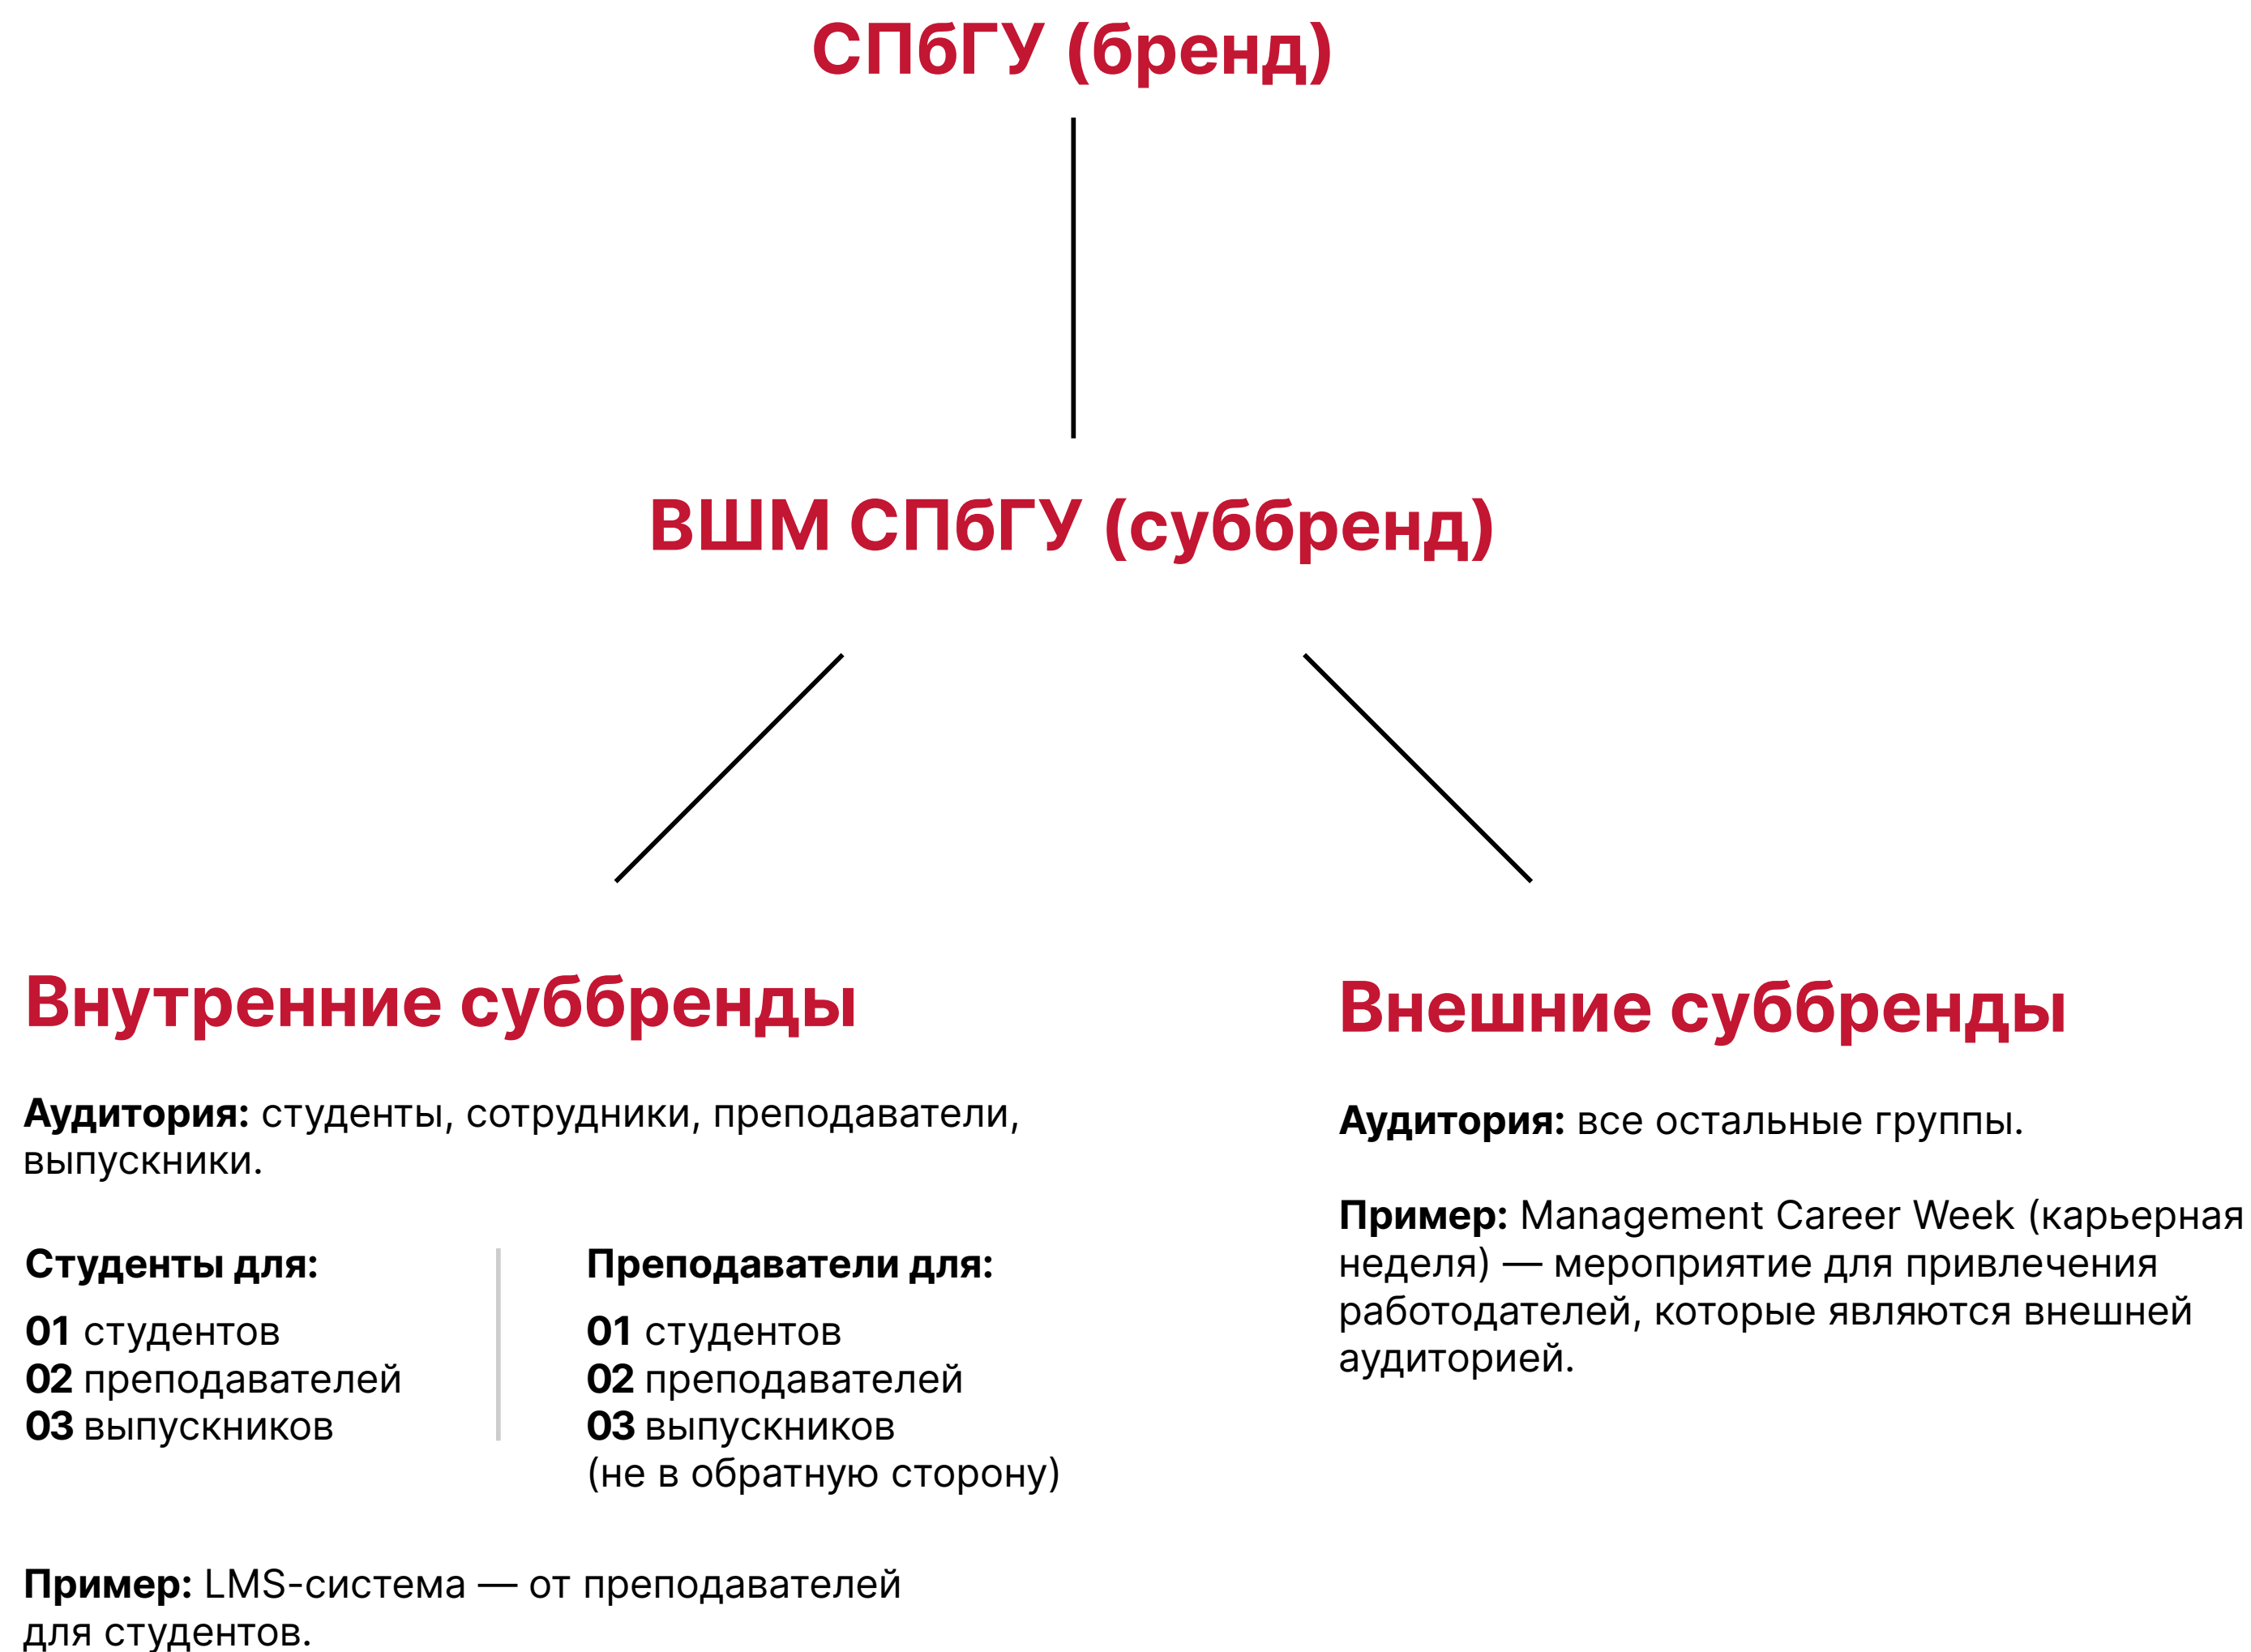 СПбГУ (бренд)
ВШМ СПбГУ (суббренд)
Внутренние суббренды
Аудитория: студенты, сотрудники, преподаватели,
выпускники.
Студенты для:
01 студентов
02 преподавателей
03 выпускников
Преподаватели для:
01 студентов
02 преподавателей
03 выпускников
(не в обратную сторону)
Пример: LMS-система — от преподавателей
для студентов.
Внешние суббренды
Аудитория: все остальные группы.
Пример: Management Career Week (карьерная
неделя) — мероприятие для привлечения
работодателей, которые являются внешней
аудиторией.